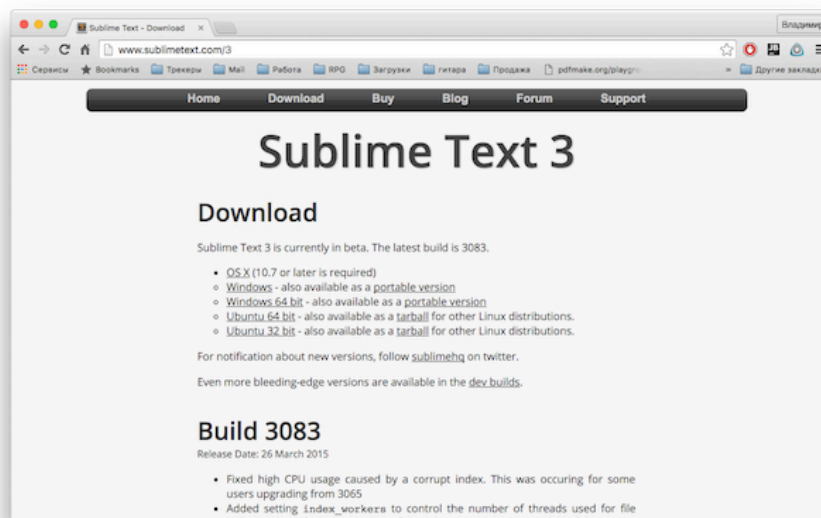 Sublime Text - Download
Владимир
www.sublimetext.com/3
Сервисы Bookmarks Трекеры Mail Работа RPG Загрузки гитара Продажа pdfmake.org/playgro » Другие закладки
Home Download Buy Blog Forum Support
Sublime Text 3
Download
Sublime Text 3 is currently in beta. The latest build is 3083.
• OS X (10.7 or later is required)
◦ Windows - also available as a portable version
◦ Windows 64 bit - also available as a portable version
◦ Ubuntu 64 bit - also available as a tarball for other Linux distributions.
◦ Ubuntu 32 bit - also available as a tarball for other Linux distributions.
For notification about new versions, follow sublimehq on twitter.
Even more bleeding-edge versions are available in the dev builds.
Build 3083
Release Date: 26 March 2015
• Fixed high CPU usage caused by a corrupt index. This was occuring for some
users upgrading from 3065
• Added setting index_workers to control the number of threads used for file